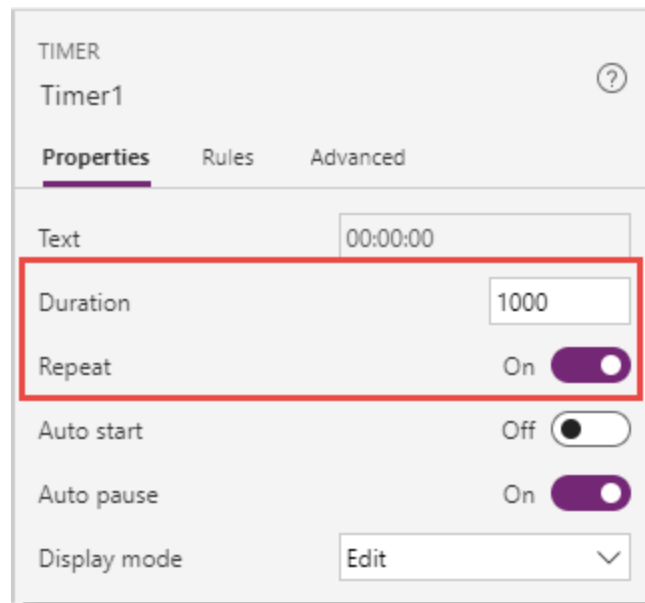 TIMER
Timer1
?
Properties Rules Advanced
Text 00:00:00
Duration 1000
Repeat On
Auto start Off
Auto pause On
Display mode Edit